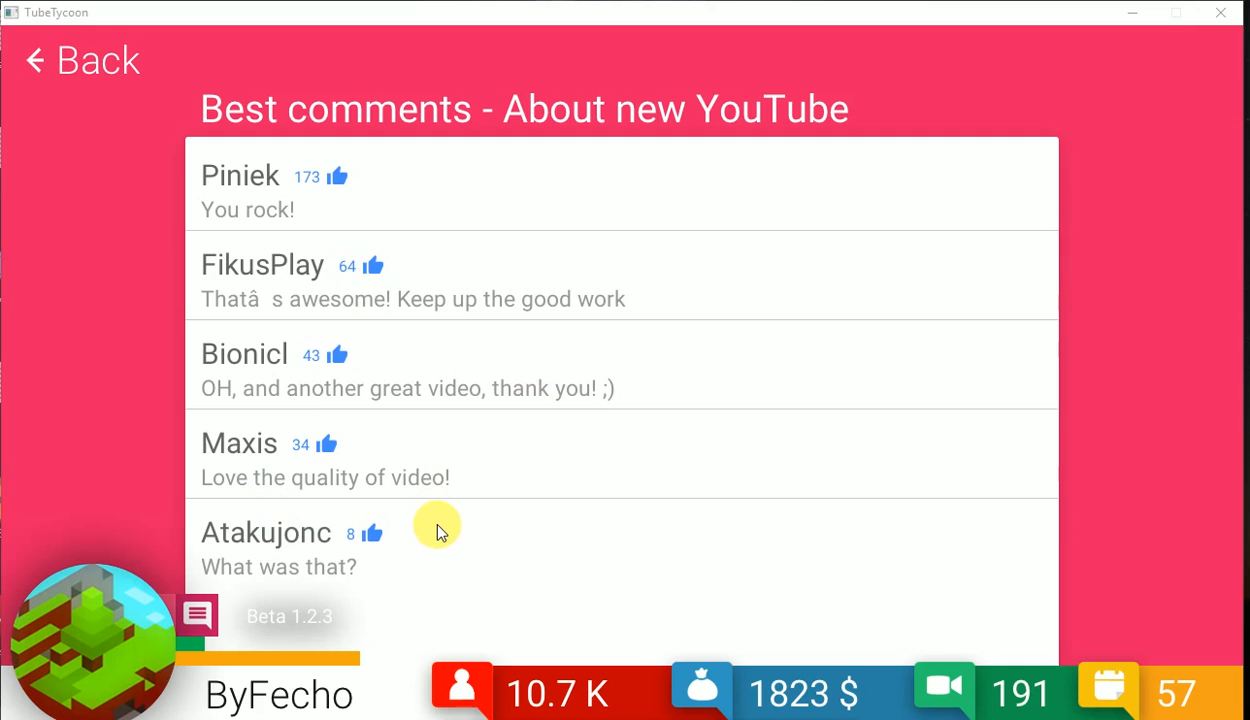 TubeTycoon
Back
Best comments - About new YouTube
Piniek 173
You rock!
FikusPlay 64
Thatâ s awesome! Keep up the good work
Bionicl 43
OH, and another great video, thank you! ;)
Maxis 34
Love the quality of video!
Atakujonc 8
What was that?
Beta 1.2.3
ByFecho
10.7 K
1823 $
191
57